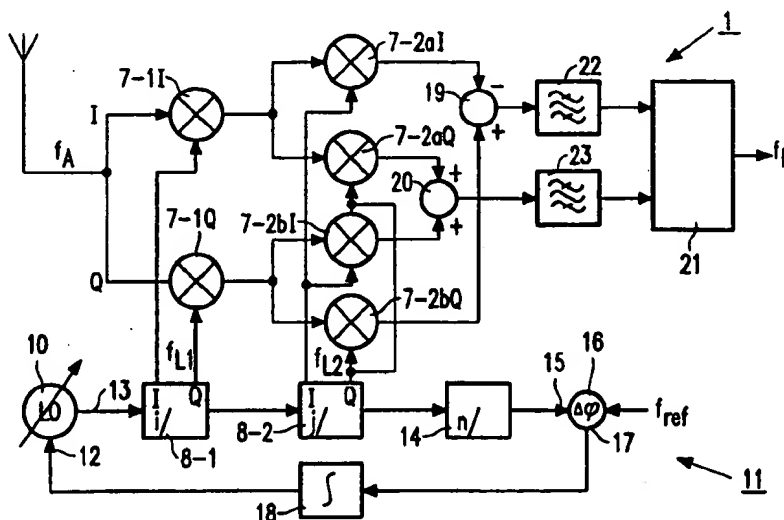 1
7-1I
7-2aI
22
I
19
−
+
f_A
7-2aQ
20
+
+
23
f_I
7-2bI
7-1Q
Q
21
7-2bQ
10
f_L1
f_L2
16
LO
13
I
Q
i/
I
Q
j/
n/
15
Δφ
f_ref
12
8-1
8-2
14
17
18
∫
11